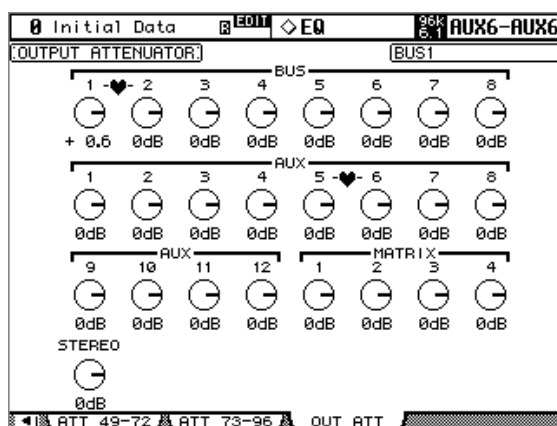 0 Initial Data R EDIT ◇EQ 96k 6.1 AUX6-AUX6
OUTPUT ATTENUATOR BUS1
BUS
1 -♥- 2 3 4 5 6 7 8
+ 0.6 0dB 0dB 0dB 0dB 0dB 0dB 0dB
AUX
1 2 3 4 5 -♥- 6 7 8
0dB 0dB 0dB 0dB 0dB 0dB 0dB 0dB
AUX MATRIX
9 10 11 12 1 2 3 4
0dB 0dB 0dB 0dB 0dB 0dB 0dB 0dB
STEREO
0dB
ATT 49-72 ATT 73-96 OUT ATT